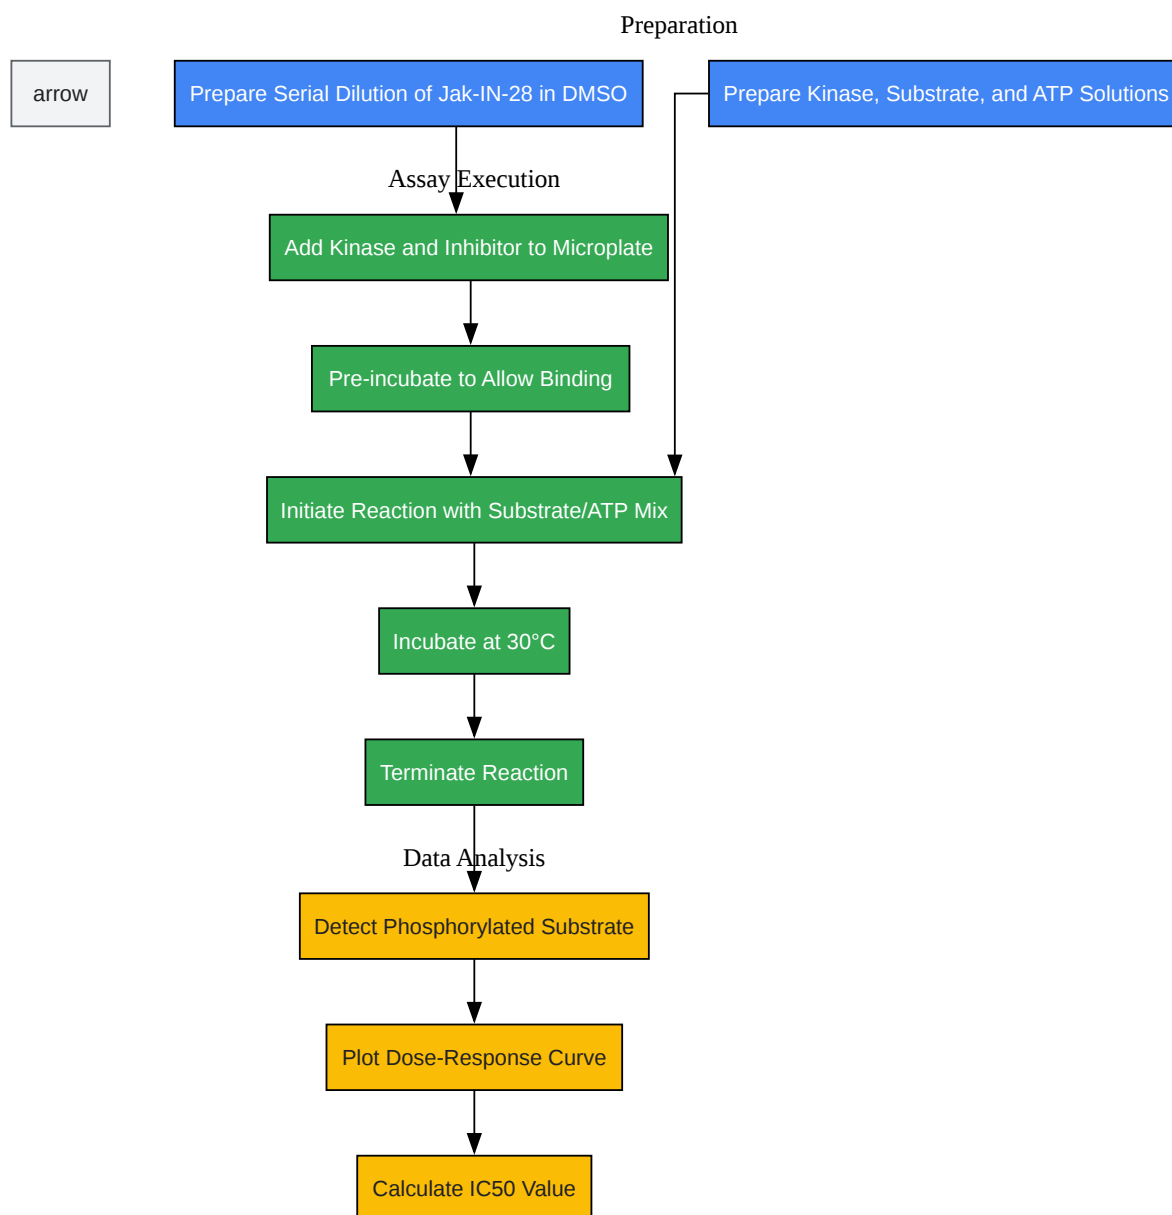 Preparation
arrow
Prepare Serial Dilution of Jak-IN-28 in DMSO
Prepare Kinase, Substrate, and ATP Solutions
Assay Execution
Add Kinase and Inhibitor to Microplate
Pre-incubate to Allow Binding
Initiate Reaction with Substrate/ATP Mix
Incubate at 30°C
Terminate Reaction
Data Analysis
Detect Phosphorylated Substrate
Plot Dose-Response Curve
Calculate IC50 Value